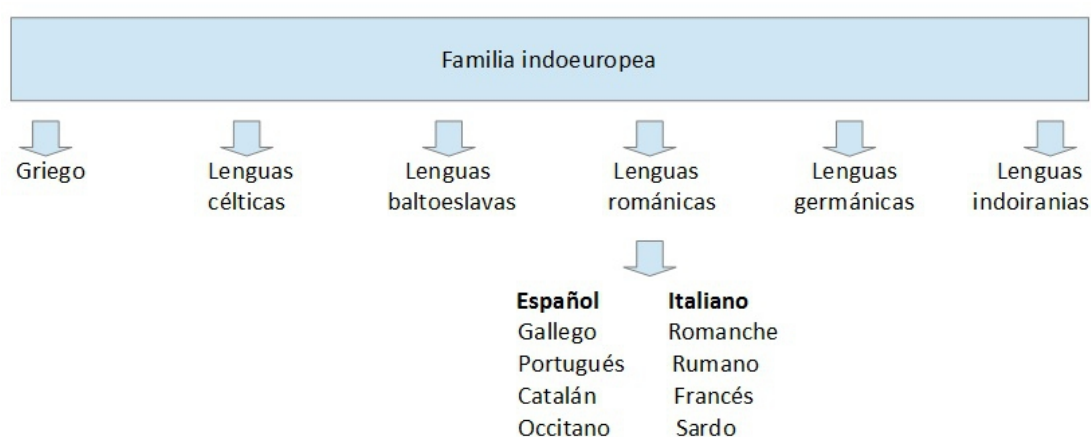 Familia indoeuropea
Griego
Lenguas
célticas
Lenguas
baltoeslavas
Lenguas
románicas
Lenguas
germánicas
Lenguas
indoiranias
Español
Gallego
Portugués
Catalán
Occitano
Italiano
Romanche
Rumano
Francés
Sardo